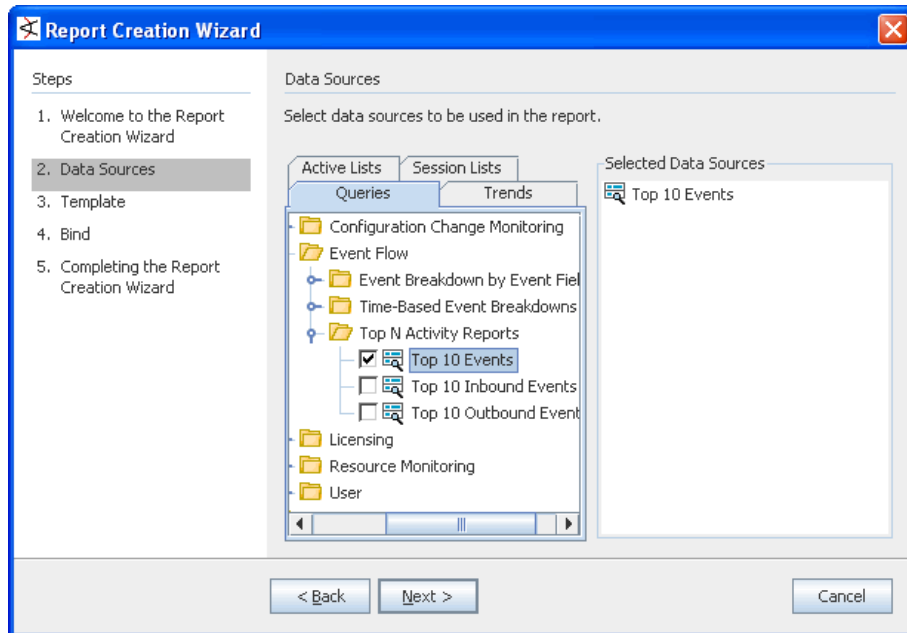 Report Creation Wizard
Steps
1. Welcome to the Report
Creation Wizard
2. Data Sources
3. Template
4. Bind
5. Completing the Report
Creation Wizard
Data Sources
Select data sources to be used in the report.
Active Lists
Session Lists
Queries
Trends
Configuration Change Monitoring
Event Flow
Event Breakdown by Event Fiel
Time-Based Event Breakdowns
Top N Activity Reports
Top 10 Events
Top 10 Inbound Events
Top 10 Outbound Event
Licensing
Resource Monitoring
User
Selected Data Sources
Top 10 Events
< Back
Next >
Cancel